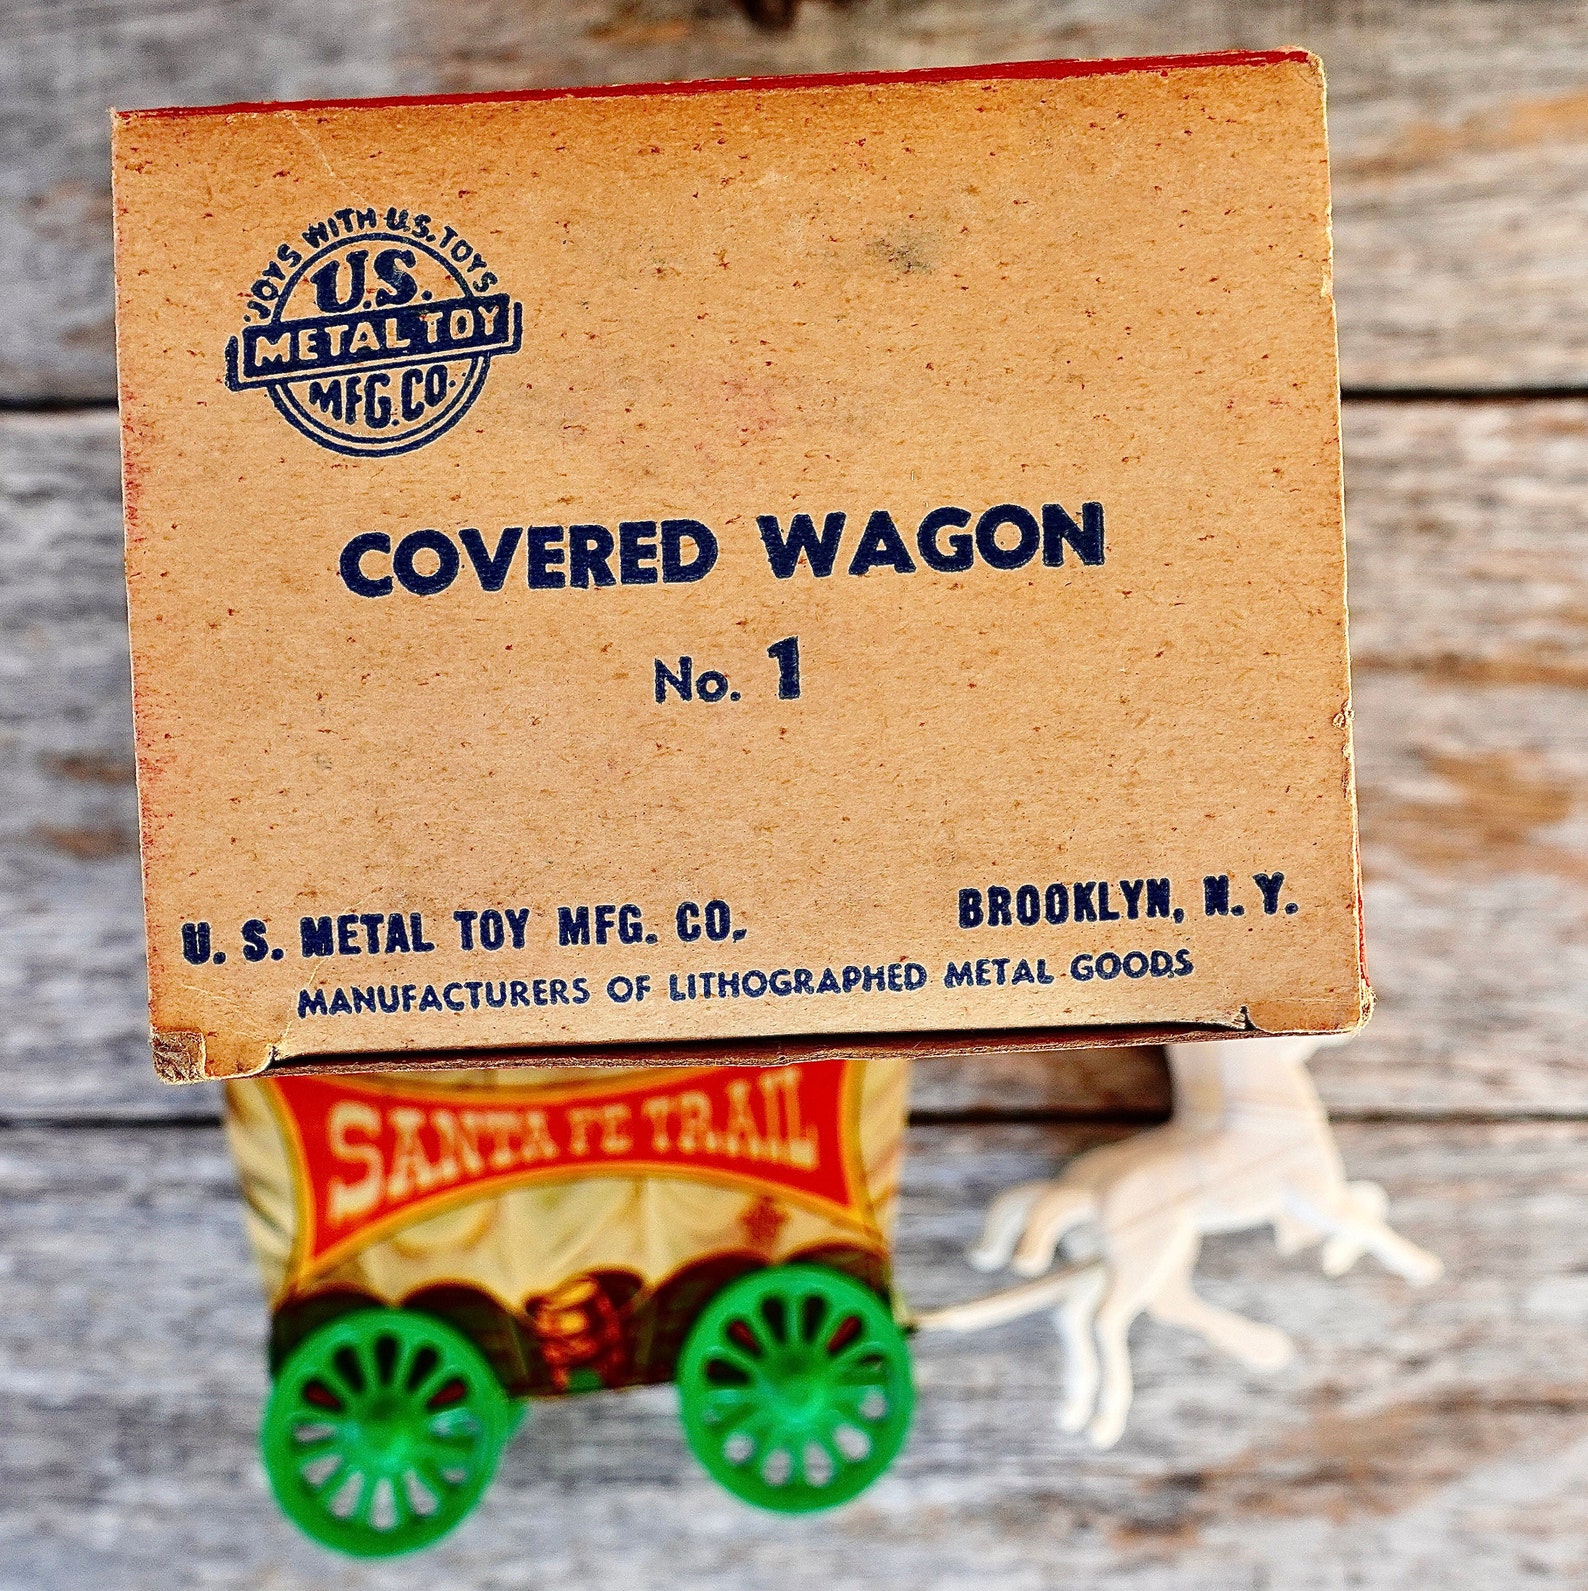 JOYS WITH U.S. TOYS
U.S.
METAL TOY
MFG. CO.
COVERED WAGON
No. 1
U. S. METAL TOY MFG. CO.
BROOKLYN, N. Y.
MANUFACTURERS OF LITHOGRAPHED METAL GOODS
SANTA FE TRAIL